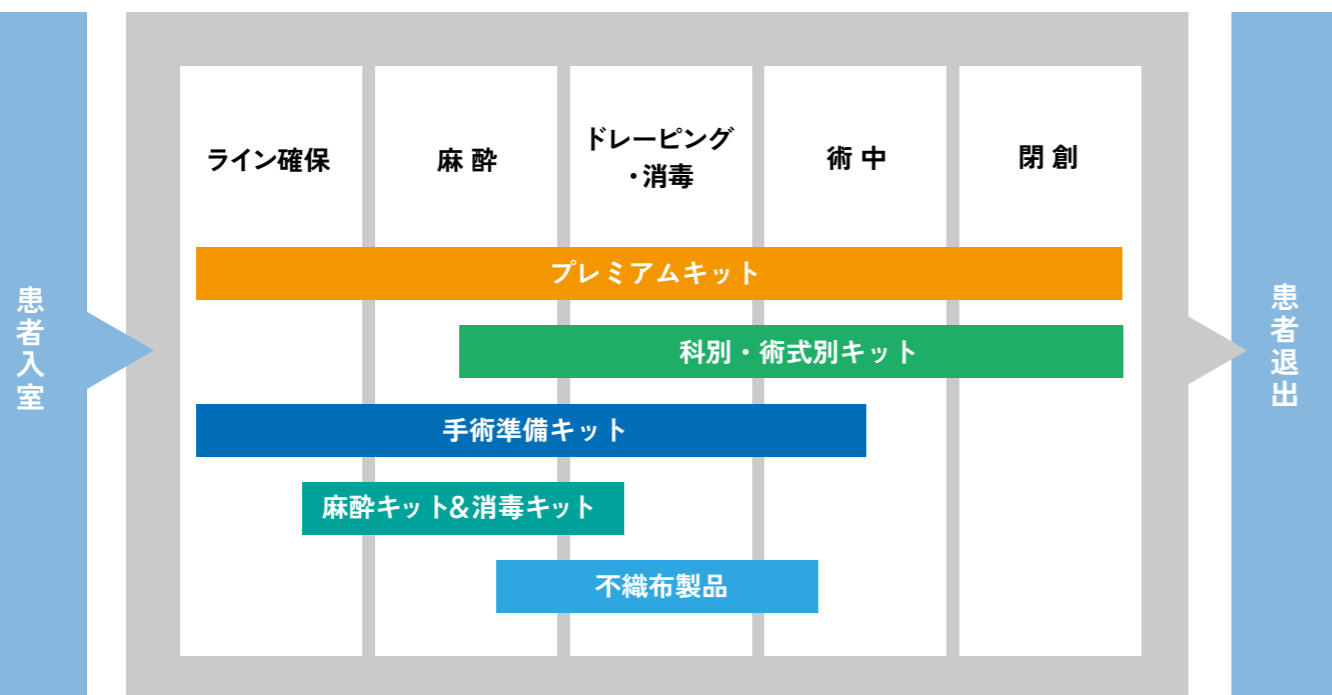 患者入室
ライン確保
麻酔
ドレーピング
・消毒
術中
閉創
プレミアムキット
科別・術式別キット
手術準備キット
麻酔キット&消毒キット
不織布製品
患者退出